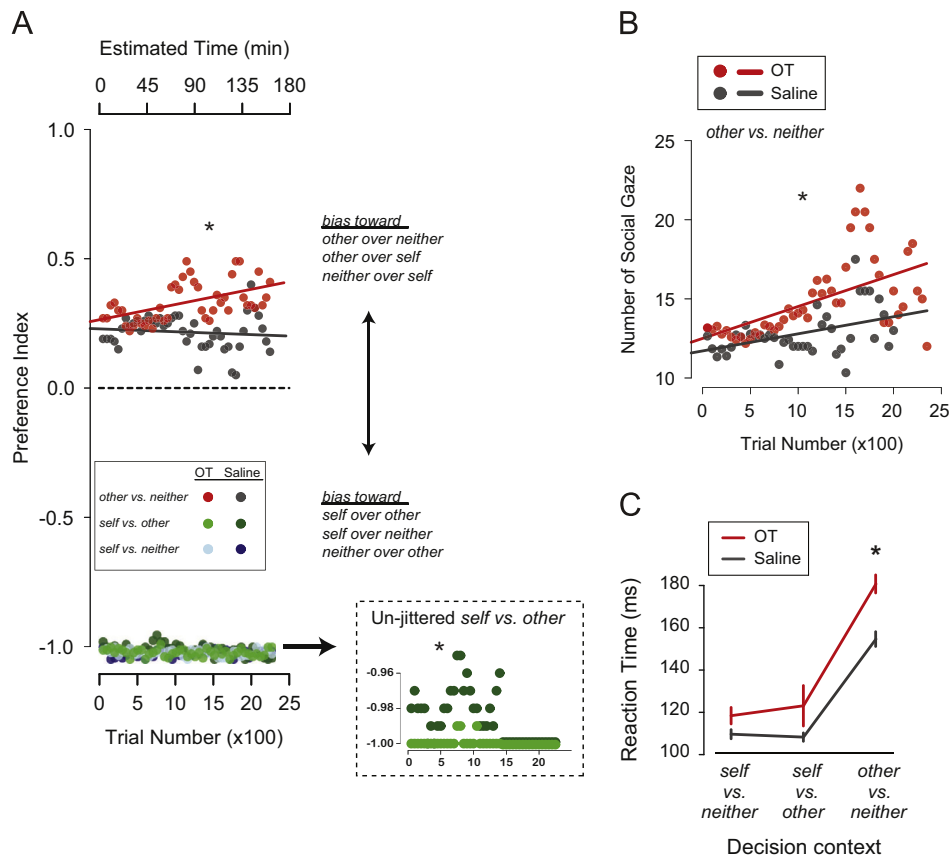 A
Estimated Time (min)
0 45 90 135 180
1.0
0.5
0.0
-0.5
-1.0
Preference Index
*
bias toward
other over neither
other over self
neither over self
bias toward
self over other
self over neither
neither over other
OT Saline
other vs. neither
self vs. other
self vs. neither
0 5 10 15 20 25
Trial Number (x100)
Un-jittered self vs. other
*
-0.96
-0.98
-1.00
0 5 10 15 20
B
OT
Saline
other vs. neither
*
25
20
15
10
Number of Social Gaze
0 5 10 15 20 25
Trial Number (x100)
C
OT
Saline
*
180
160
140
120
100
Reaction Time (ms)
self vs. neither
self vs. other
other vs. neither
Decision context